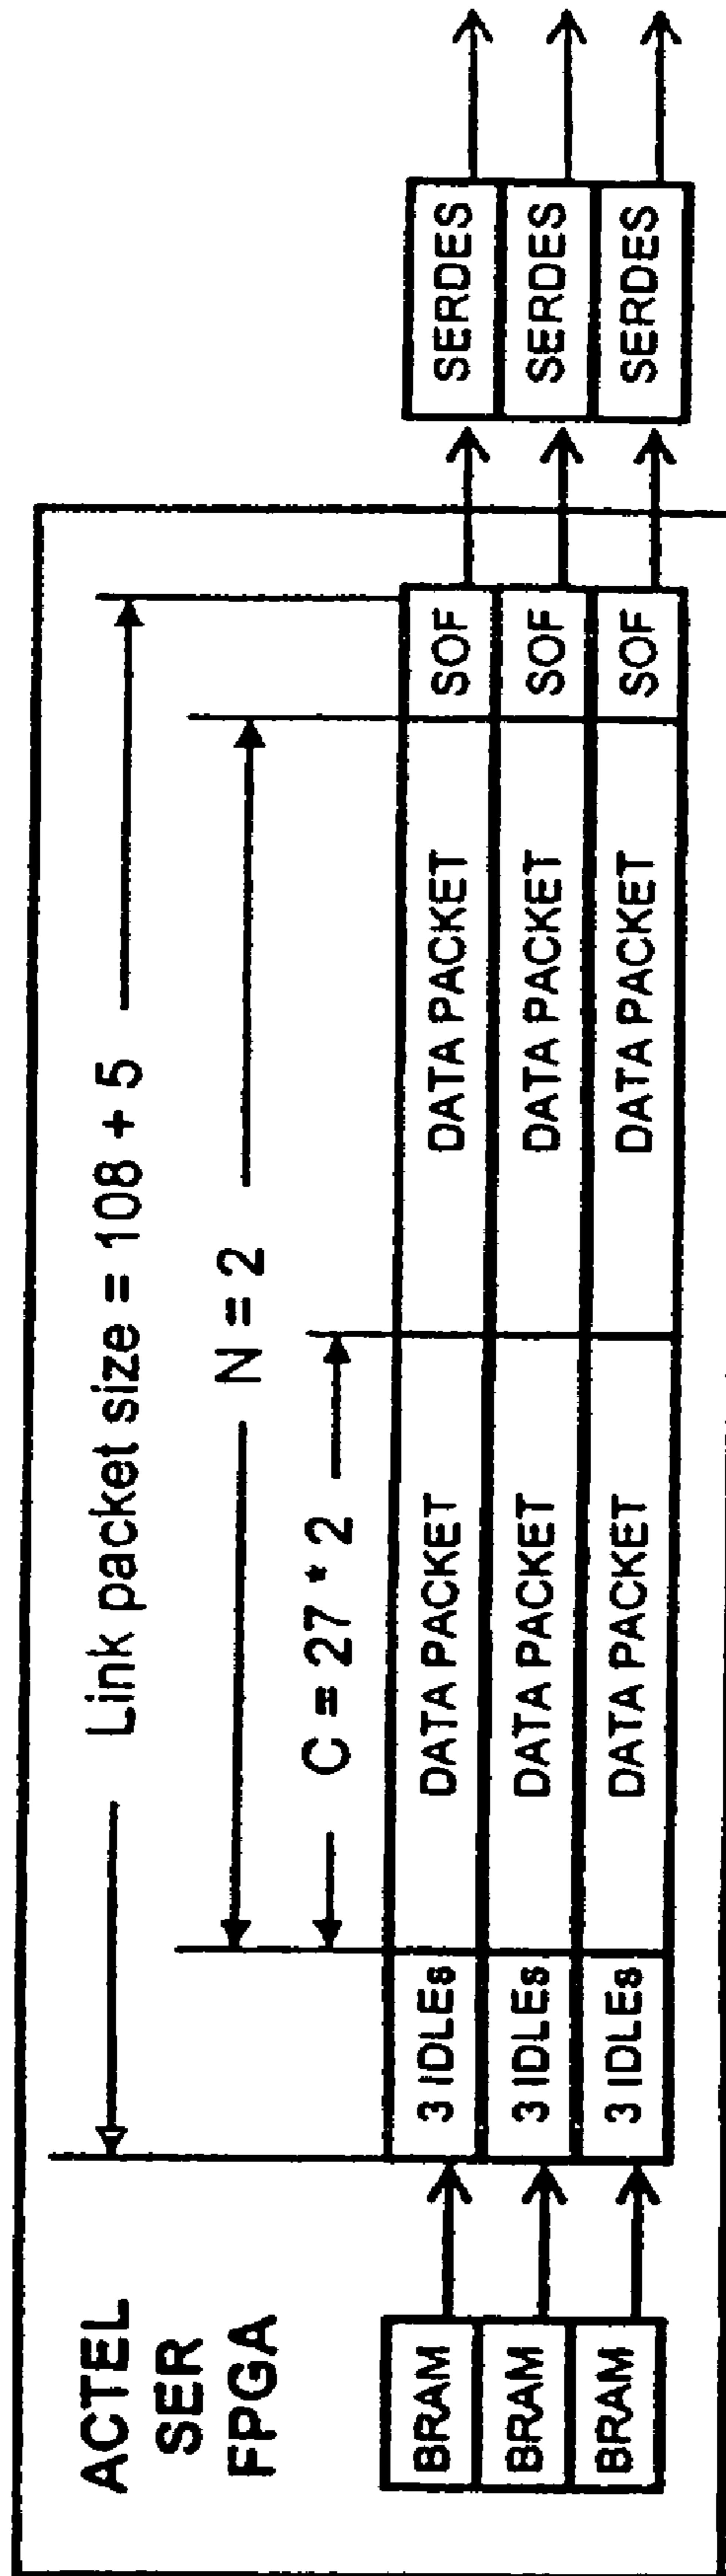 ACTEL
SER
FPGA
Link packet size = 108 + 5
N = 2
C = 27 * 2
BRAM
3 IDLEs
DATA PACKET
DATA PACKET
SOF
SERDES
BRAM
3 IDLEs
DATA PACKET
DATA PACKET
SOF
SERDES
BRAM
3 IDLEs
DATA PACKET
DATA PACKET
SOF
SERDES